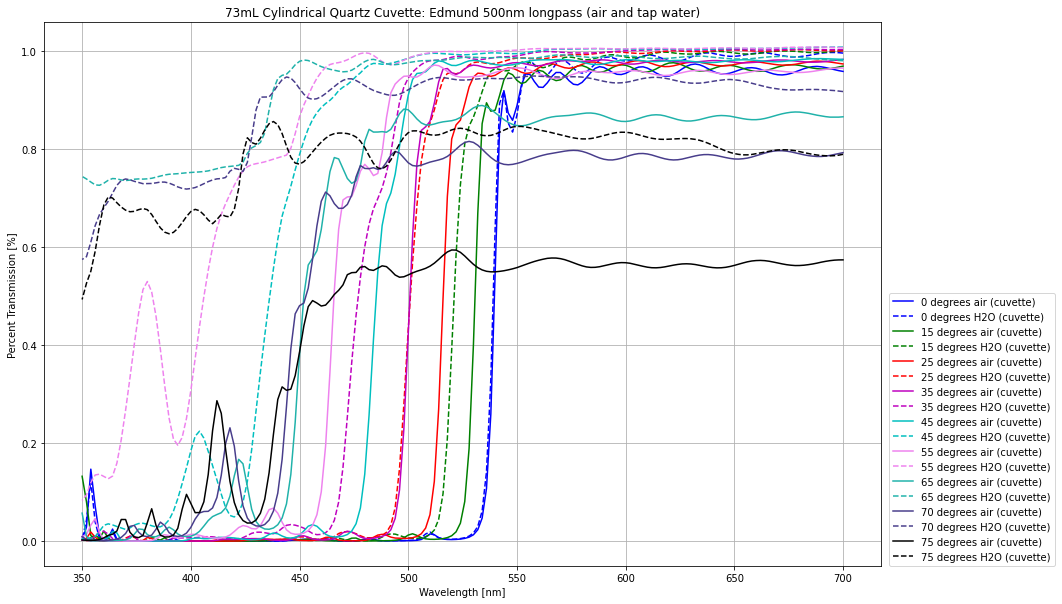 73mL Cylindrical Quartz Cuvette: Edmund 500nm longpass (air and tap water)
Percent Transmission [%]
1.0
0.8
0.6
0.4
0.2
0.0
350 400 450 500 550 600 650 700
Wavelength [nm]
0 degrees air (cuvette)
0 degrees H2O (cuvette)
15 degrees air (cuvette)
15 degrees H2O (cuvette)
25 degrees air (cuvette)
25 degrees H2O (cuvette)
35 degrees air (cuvette)
35 degrees H2O (cuvette)
45 degrees air (cuvette)
45 degrees H2O (cuvette)
55 degrees air (cuvette)
55 degrees H2O (cuvette)
65 degrees air (cuvette)
65 degrees H2O (cuvette)
70 degrees air (cuvette)
70 degrees H2O (cuvette)
75 degrees air (cuvette)
75 degrees H2O (cuvette)